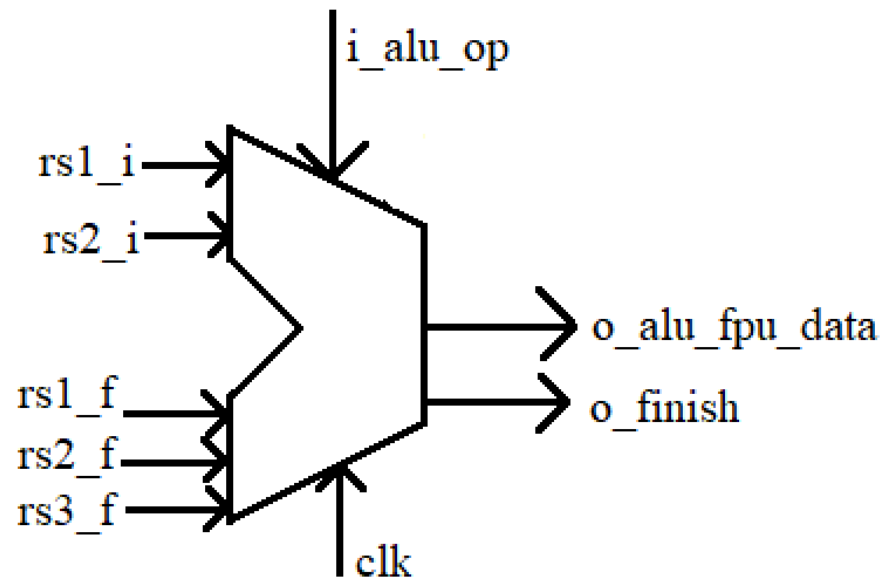 i_alu_op
rs1_i
rs2_i
o_alu_fpu_data
rs1_f
o_finish
rs2_f
rs3_f
clk